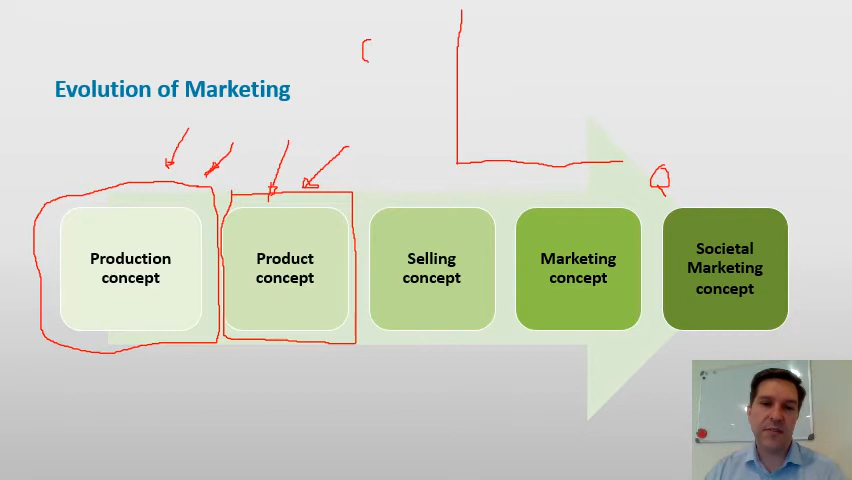 Evolution of Marketing
Q
Production
concept
Product
concept
Selling
concept
Marketing
concept
Societal
Marketing
concept